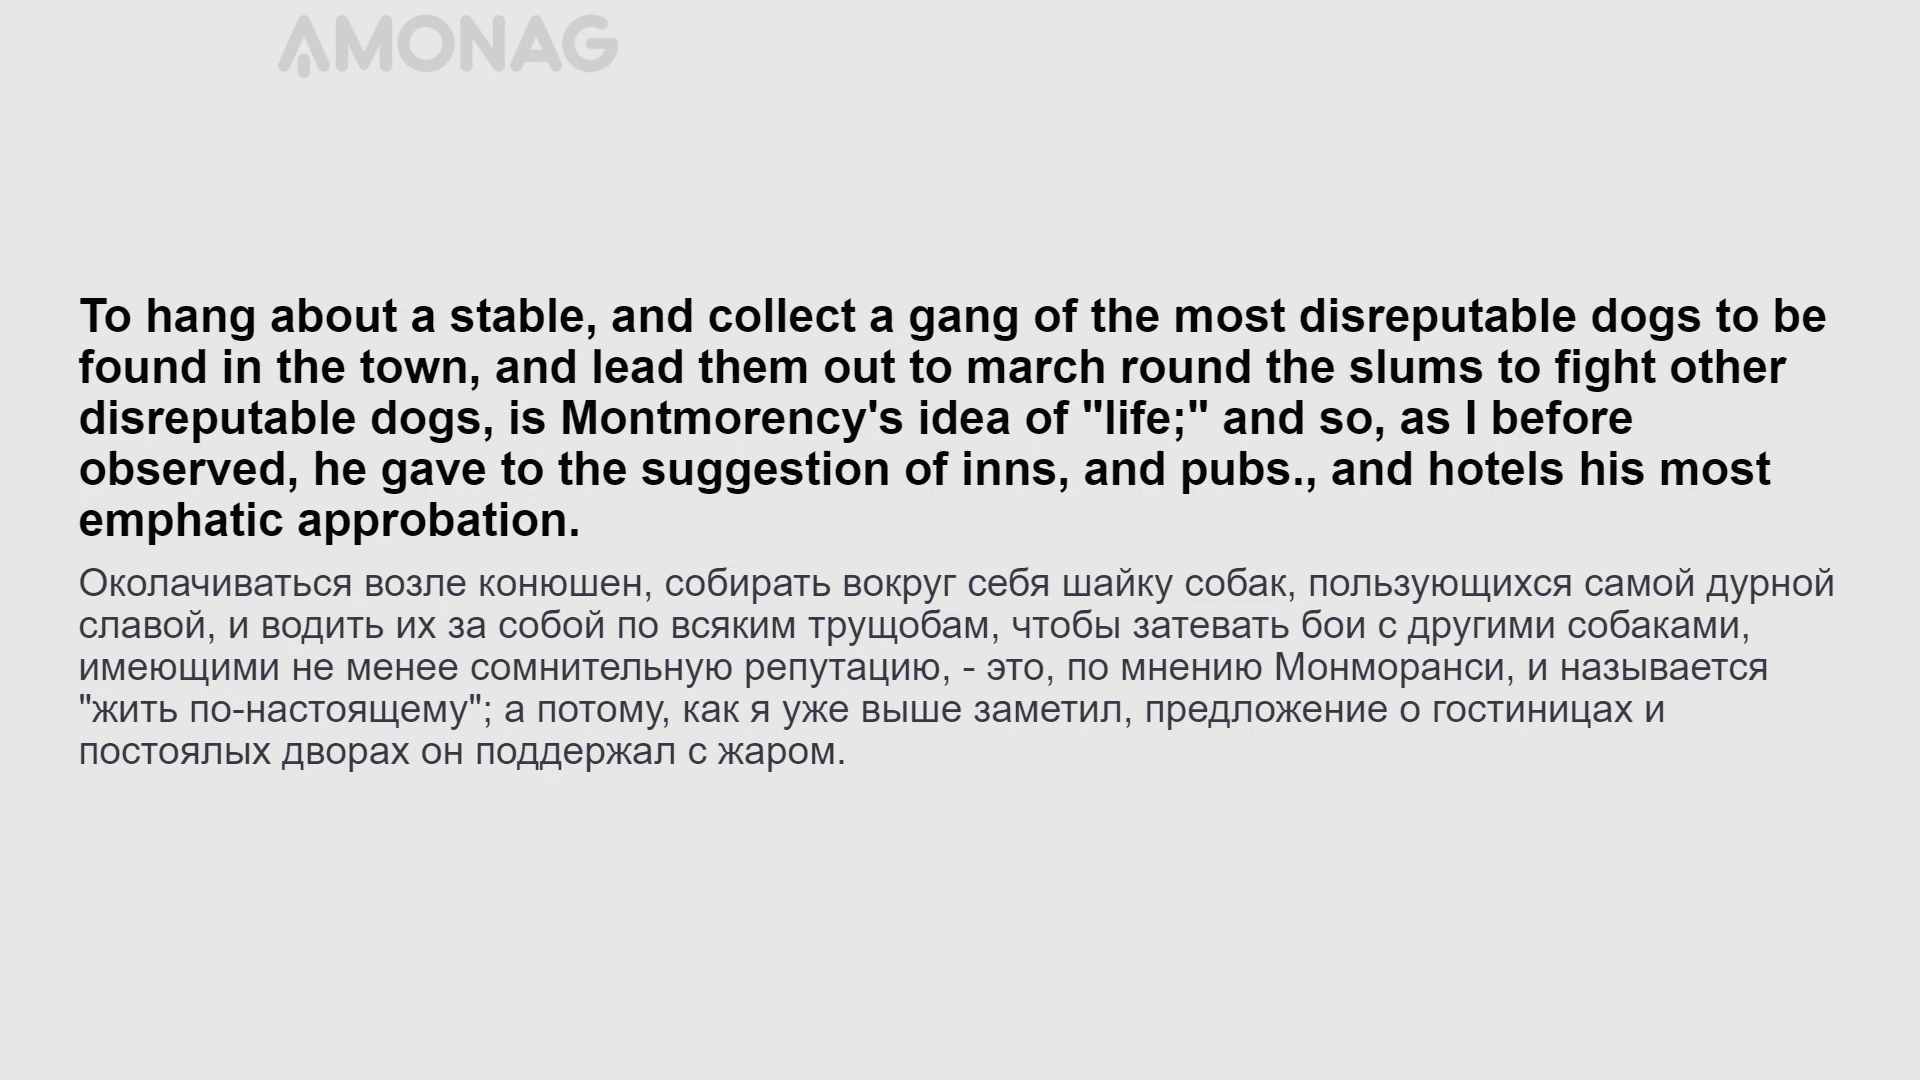 AMONAG
To hang about a stable, and collect a gang of the most disreputable dogs to be
found in the town, and lead them out to march round the slums to fight other
disreputable dogs, is Montmorency's idea of "life;" and so, as I before
observed, he gave to the suggestion of inns, and pubs., and hotels his most
emphatic approbation.
Околачиваться возле конюшен, собирать вокруг себя шайку собак, пользующихся самой дурной
славой, и водить их за собой по всяким трущобам, чтобы затевать бои с другими собаками,
имеющими не менее сомнительную репутацию, - это, по мнению Монморанси, и называется
"жить по-настоящему"; а потому, как я уже выше заметил, предложение о гостиницах и
постоялых дворах он поддержал с жаром.